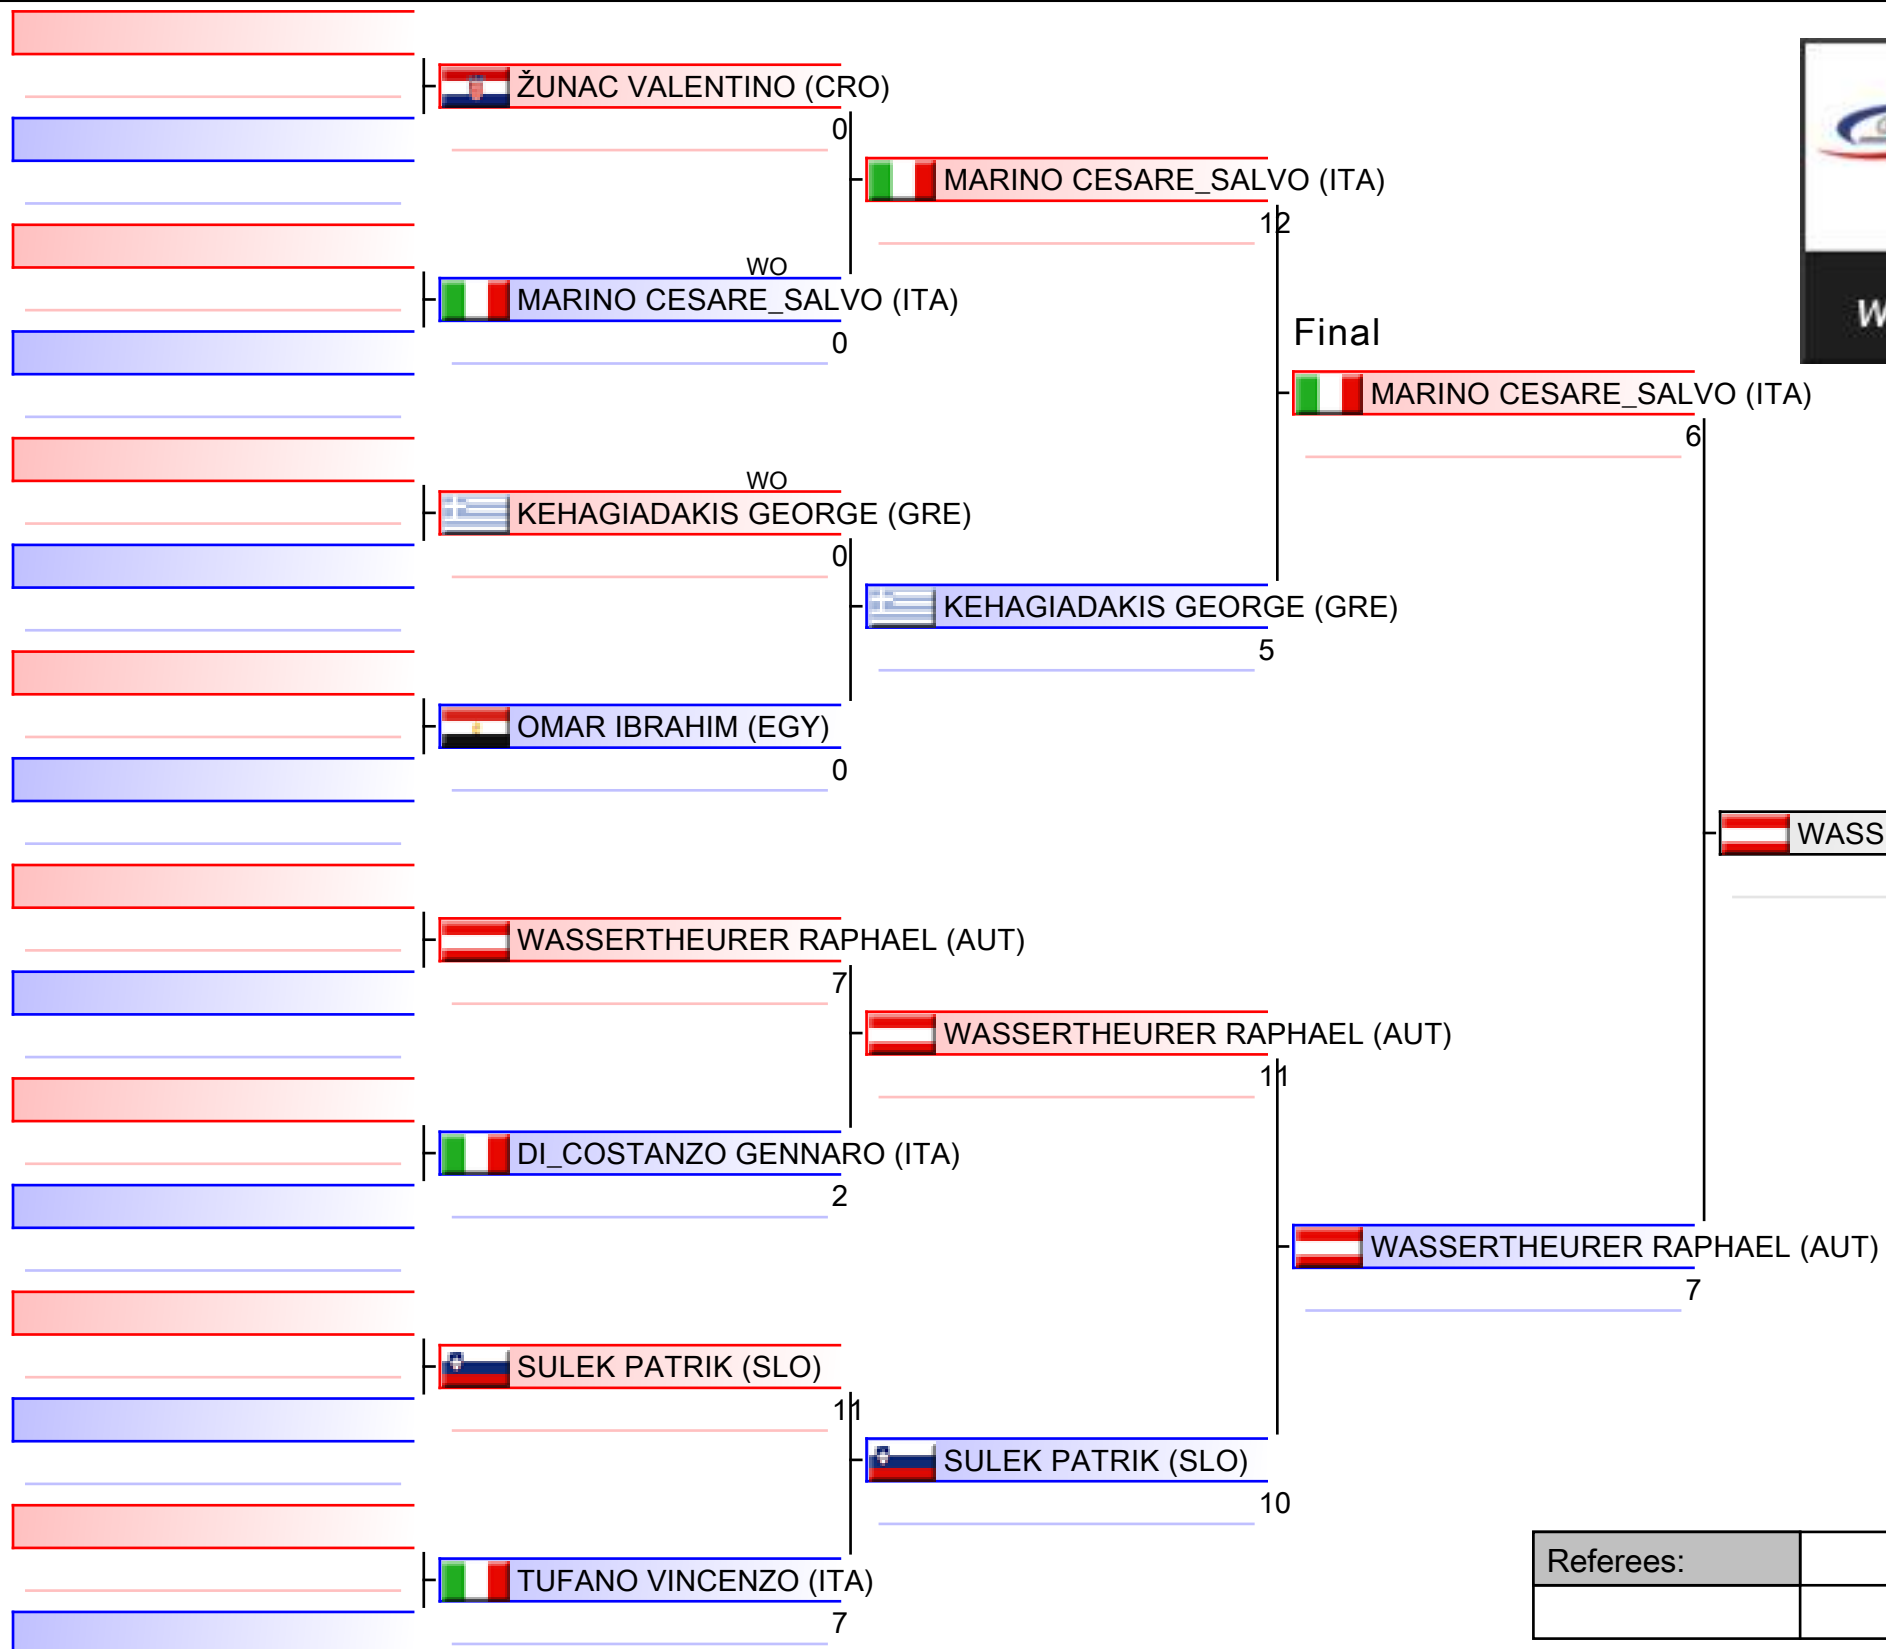 ŽUNAC VALENTINO (CRO)
0
MARINO CESARE_SALVO (ITA)
12
WO
MARINO CESARE_SALVO (ITA)
0
Final
W
MARINO CESARE_SALVO (ITA)
6
WO
KEHAGIADAKIS GEORGE (GRE)
0
KEHAGIADAKIS GEORGE (GRE)
5
OMAR IBRAHIM (EGY)
0
WASS
WASSERTHEURER RAPHAEL (AUT)
7
WASSERTHEURER RAPHAEL (AUT)
11
DI_COSTANZO GENNARO (ITA)
2
WASSERTHEURER RAPHAEL (AUT)
7
SULEK PATRIK (SLO)
11
SULEK PATRIK (SLO)
10
TUFANO VINCENZO (ITA)
7
Referees: